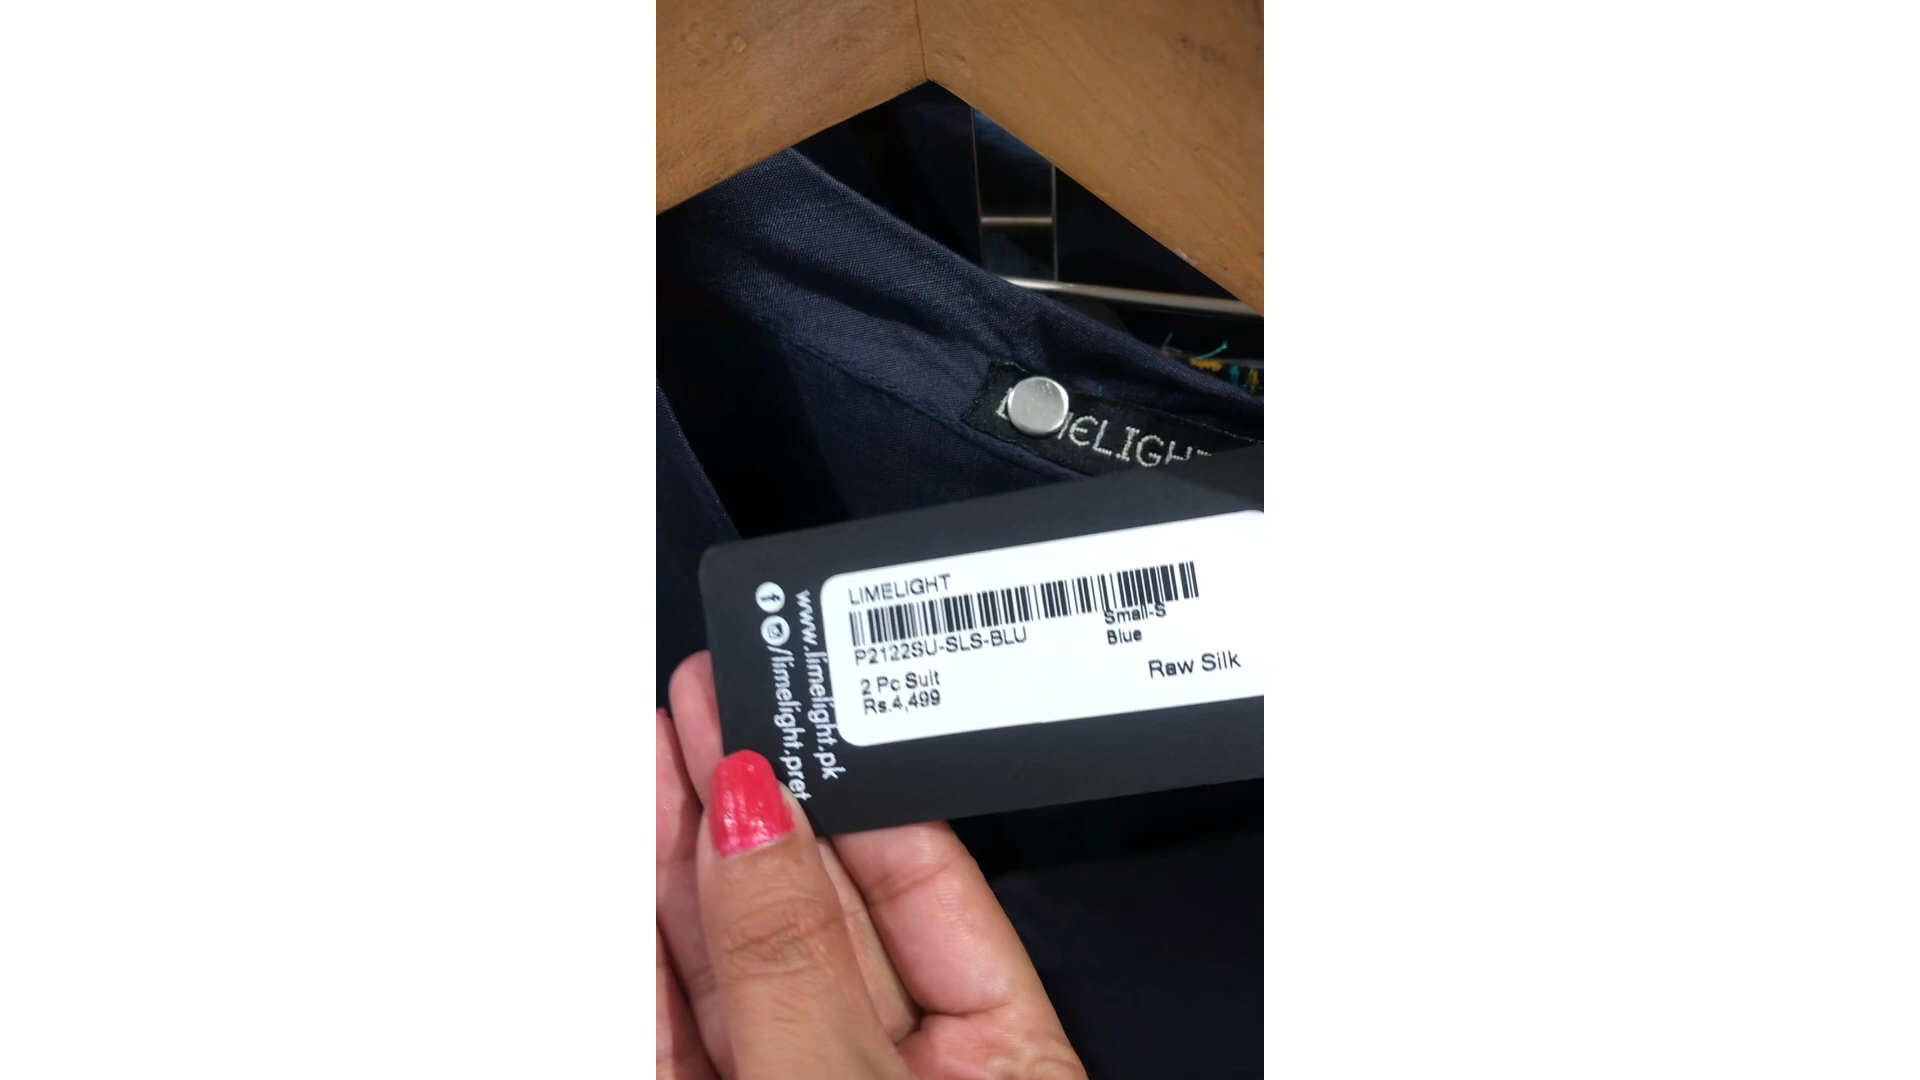 LIMELIGHT
P2122SU-SLS-BLU
Small-S
Blue
2 Pc Suit
Rs.4,499
Raw Silk
www.limelight.pk
/limelight.pret